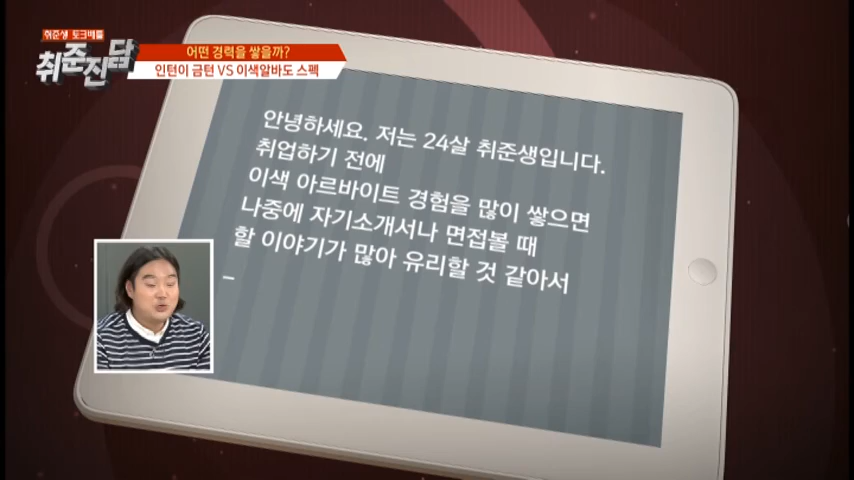 취준생 토크배틀
취준진담
어떤 경력을 쌓을까?
인턴이 금턴 VS 이색알바도 스펙
안녕하세요. 저는 24살 취준생입니다.
취업하기 전에
이색 아르바이트 경험을 많이 쌓으면
나중에 자기소개서나 면접볼 때
할 이야기가 많아 유리할 것 같아서
_